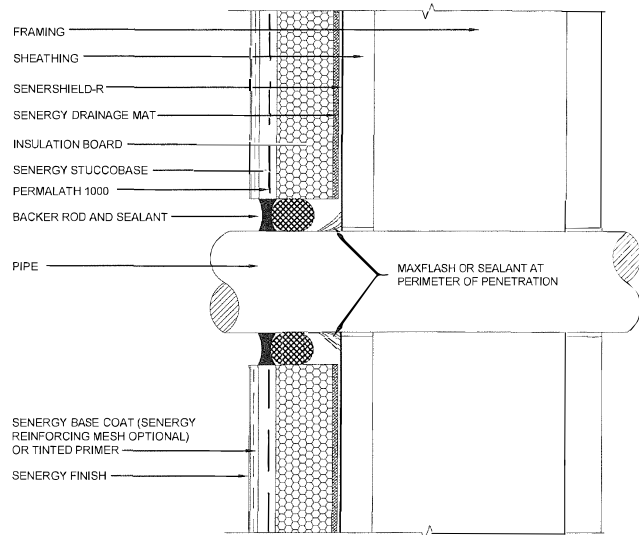 FRAMING
SHEATHING
SENERSHIELD-R
SENERGY DRAINAGE MAT
INSULATION BOARD
SENERGY STUCCOBASE
PERMALATH 1000
BACKER ROD AND SEALANT
PIPE
MAXFLASH OR SEALANT AT
PERIMETER OF PENETRATION
SENERGY BASE COAT (SENERGY
REINFORCING MESH OPTIONAL)
OR TINTED PRIMER
SENERGY FINISH